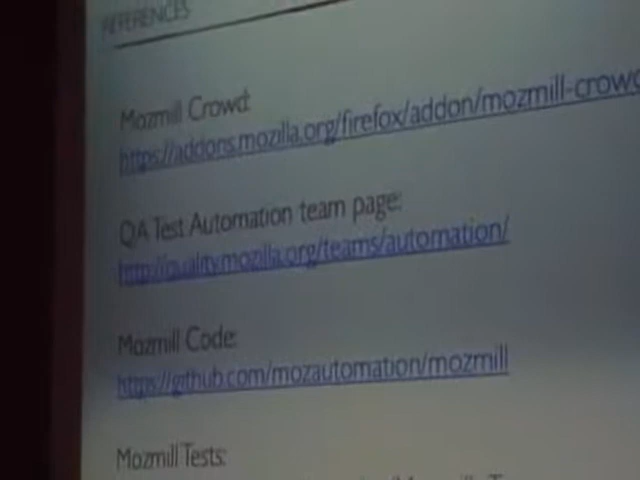 REFERENCES
Mozmill Crowd:
https://addons.mozilla.org/firefox/addon/mozmill-crowd
QA Test Automation team page:
http://quality.mozilla.org/teams/automation/
Mozmill Code:
https://github.com/mozautomation/mozmill
Mozmill Tests: